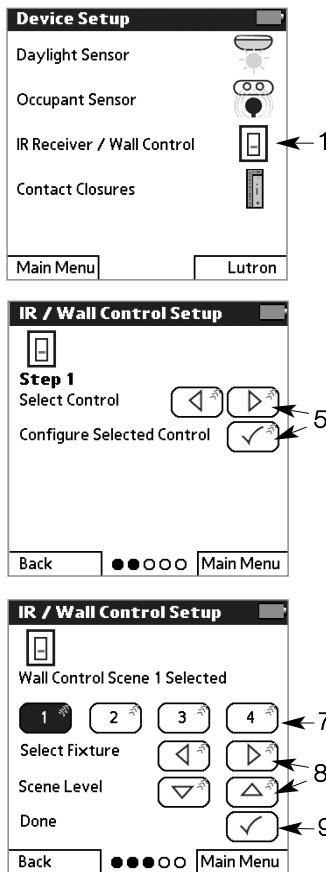 Device Setup
Daylight Sensor
Occupant Sensor
IR Receiver / Wall Control
1
Contact Closures
Main Menu Lutron
IR / Wall Control Setup
Step 1
Select Control
5
Configure Selected Control
Back Main Menu
IR / Wall Control Setup
Wall Control Scene 1 Selected
1 2 3 4
7
Select Fixture
8
Scene Level
Done
9
Back Main Menu